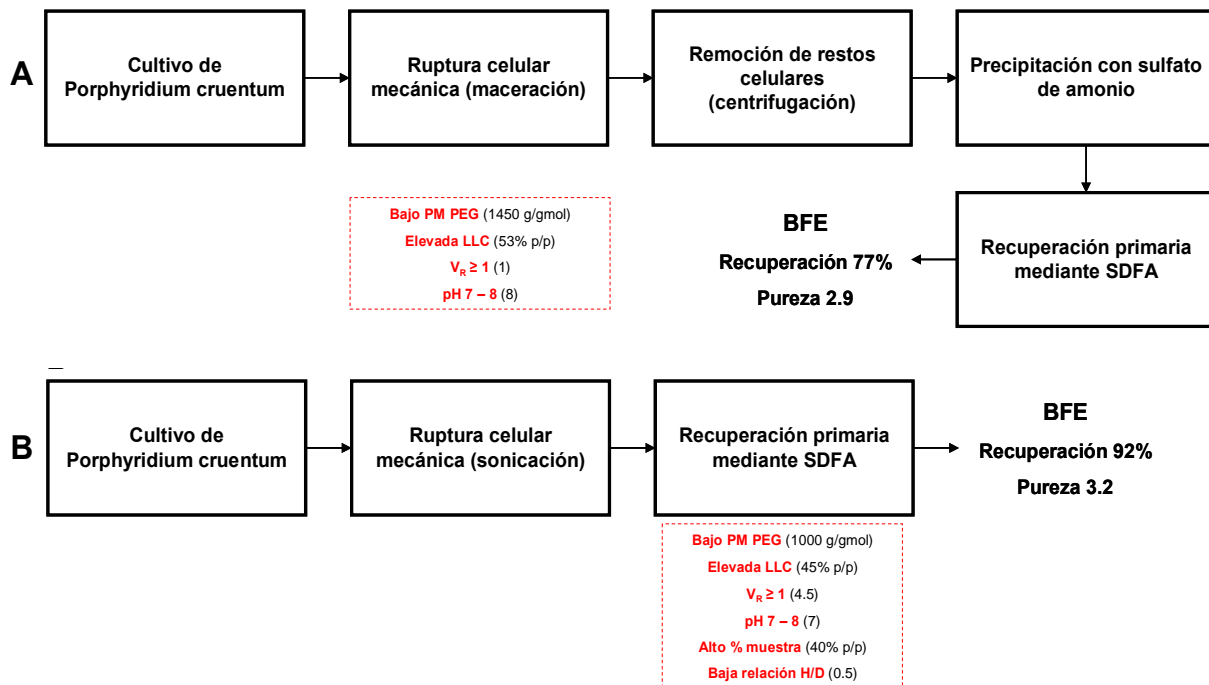 A
Cultivo de
Porphyridium cruentum
Ruptura celular
mecánica (maceración)
Remoción de restos
celulares
(centrifugación)
Precipitación con sulfato
de amonio
Bajo PM PEG (1450 g/gmol)
Elevada LLC (53% p/p)
VR ≥ 1 (1)
pH 7 – 8 (8)
BFE
Recuperación 77%
Pureza 2.9
Recuperación primaria
mediante SDFA
B
Cultivo de
Porphyridium cruentum
Ruptura celular
mecánica (sonicación)
Recuperación primaria
mediante SDFA
BFE
Recuperación 92%
Pureza 3.2
Bajo PM PEG (1000 g/gmol)
Elevada LLC (45% p/p)
VR ≥ 1 (4.5)
pH 7 – 8 (7)
Alto % muestra (40% p/p)
Baja relación H/D (0.5)